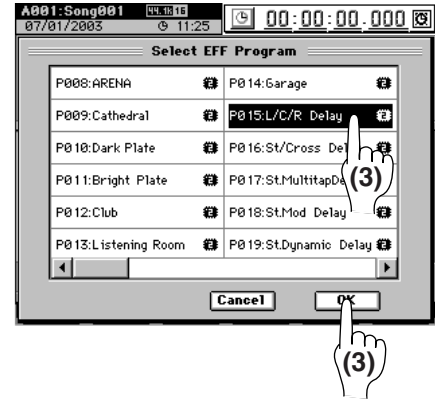 A001:Song001 44.1k 16
07/01/2003 11:25 00:00:00.000
Select EFF Program
P008:ARENA P014:Garage
P009:Cathedral P015:L/C/R Delay
P010:Dark Plate P016:St/Cross Del
P011:Bright Plate P017:St.MultitapDe
(3)
P012:Club P018:St.Mod Delay
P013:Listening Room P019:St.Dynamic Delay
Cancel OK
(3)